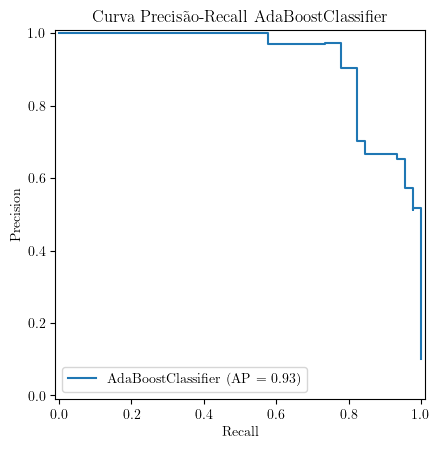 Curva Precisão-Recall AdaBoostClassifier
1.0
0.8
0.6
0.4
0.2
0.0
Precision
AdaBoostClassifier (AP = 0.93)
0.0 0.2 0.4 0.6 0.8 1.0
Recall